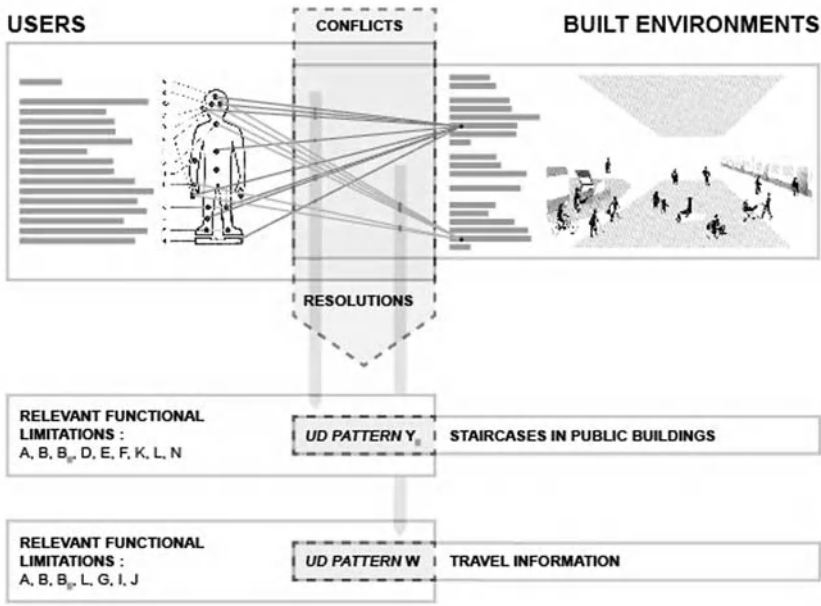 USERS
CONFLICTS
BUILT ENVIRONMENTS
RESOLUTIONS
RELEVANT FUNCTIONAL
LIMITATIONS :
A, B, B, D, E, F, K, L, N
UD PATTERN Y
STAIRCASES IN PUBLIC BUILDINGS
RELEVANT FUNCTIONAL
LIMITATIONS :
A, B, B, L, G, I, J
UD PATTERN W
TRAVEL INFORMATION